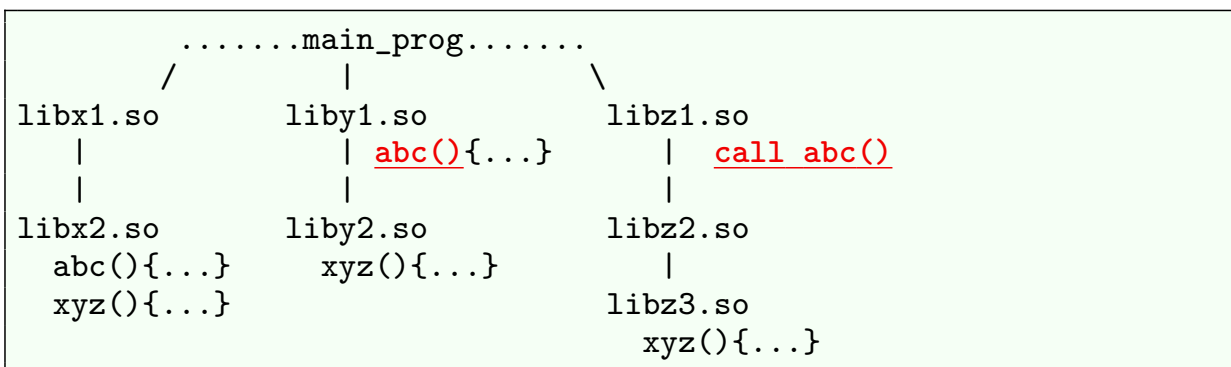 .......main_prog.......
/ | \
libx1.so liby1.so libz1.so
| | abc(){...} | call abc()
| | |
libx2.so liby2.so libz2.so
abc(){...} xyz(){...} |
xyz(){...} libz3.so
xyz(){...}